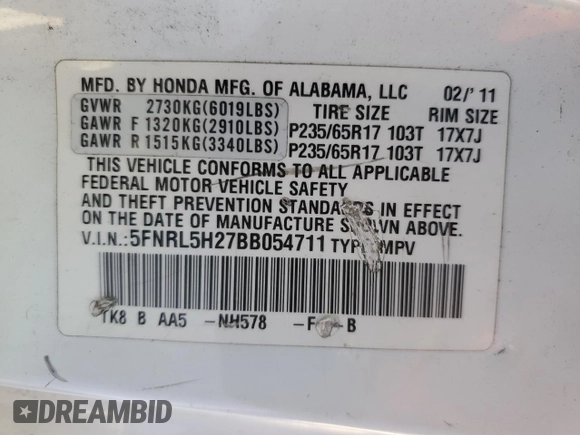 MFD. BY HONDA MFG. OF ALABAMA, LLC 02/'11
GVWR 2730KG(6019LBS) TIRE SIZE RIM SIZE
GAWR F 1320KG(2910LBS) P235/65R17 103T 17X7J
GAWR R 1515KG(3340LBS) P235/65R17 103T 17X7J
THIS VEHICLE CONFORMS TO ALL APPLICABLE
FEDERAL MOTOR VEHICLE SAFETY
AND THEFT PREVENTION STANDARDS IN EFFECT
ON THE DATE OF MANUFACTURE SHOWN ABOVE.
V.I.N.:5FNRL5H27BB054711 TYPE:MPV
TK8 B AA5 -NH578 -B
DREAMBID